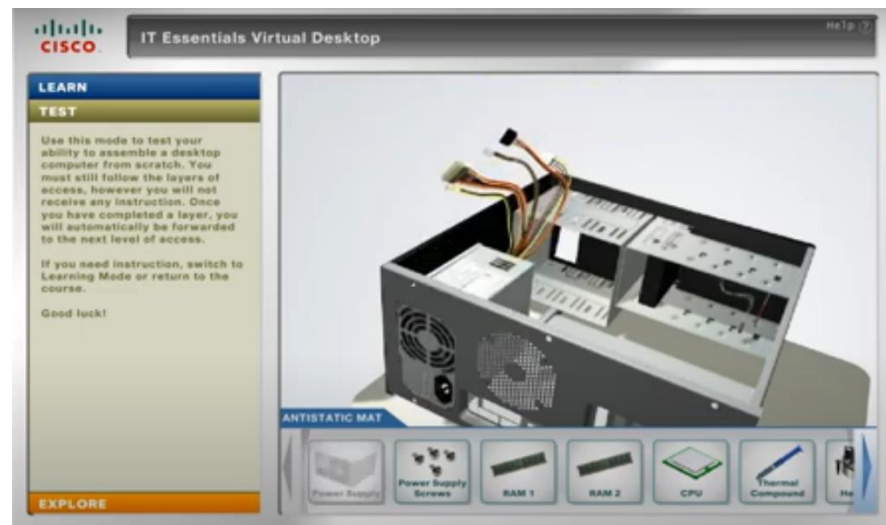 CISCO
IT Essentials Virtual Desktop
Help ?
LEARN
TEST
Use this mode to test your
ability to assemble a desktop
computer from scratch. You
must still follow the layers of
access, however you will not
receive any instruction. Once
you have completed a layer, you
will automatically be forwarded
to the next level of access.
If you need instruction, switch to
Learning Mode or return to the
course.
Good luck!
EXPLORE
ANTISTATIC MAT
Power Supply
Power Supply
Screws
RAM 1
RAM 2
CPU
Thermal
Compound
He